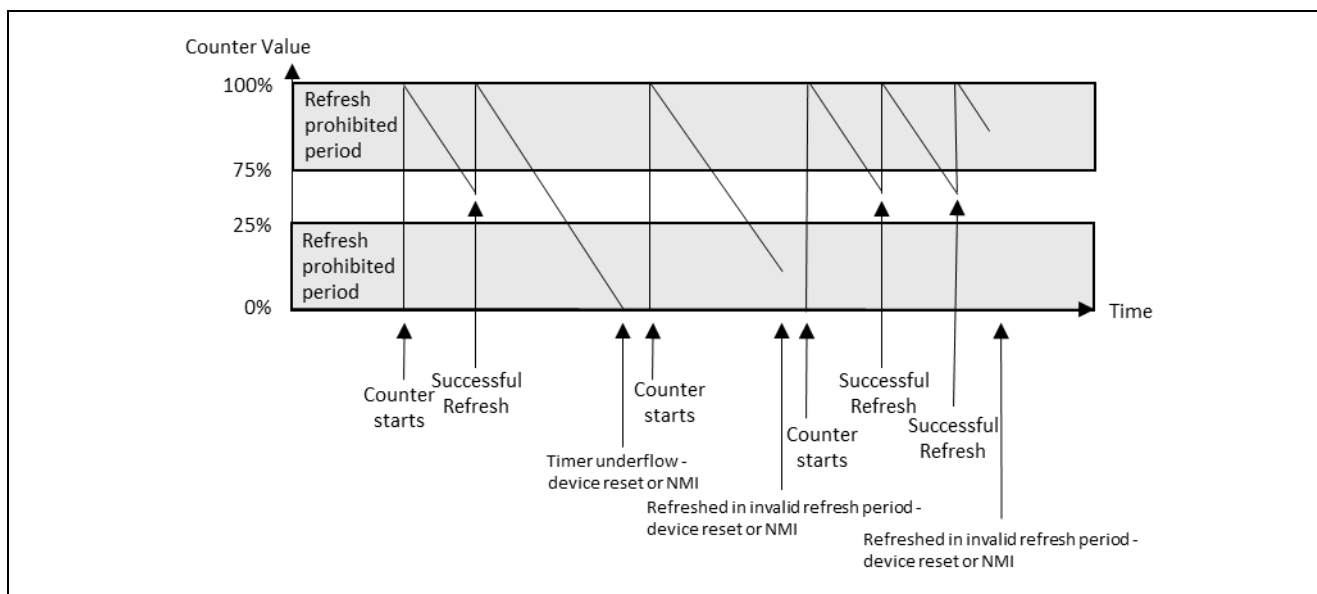 Counter Value
100%
Refresh
prohibited
period
75%
25%
Refresh
prohibited
period
0%
Time
Counter
starts
Successful
Refresh
Timer underflow -
device reset or NMI
Counter
starts
Refreshed in invalid refresh period -
device reset or NMI
Counter
starts
Successful
Refresh
Successful
Refresh
Refreshed in invalid refresh period -
device reset or NMI